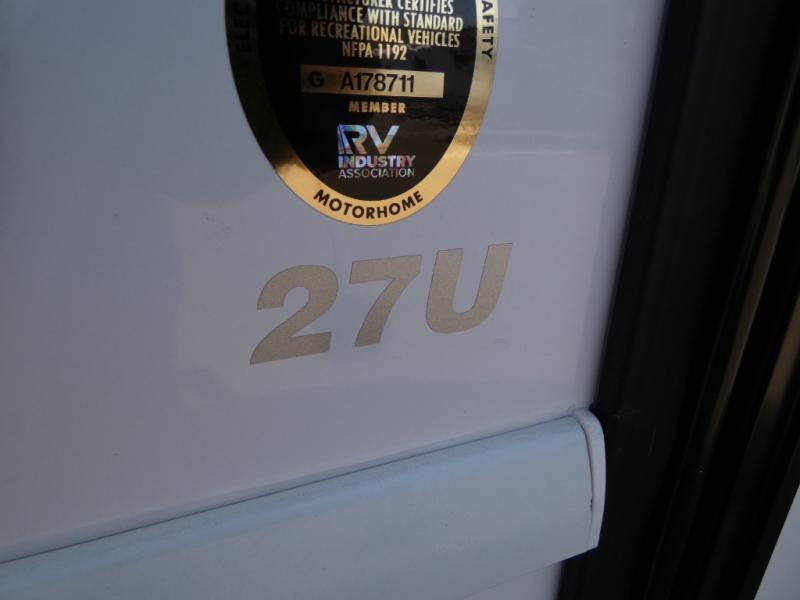 COMPLIANCE WITH STANDARD
FOR RECREATIONAL VEHICLES
NFPA 1192
SAFETY
G A178711
MEMBER
RV
INDUSTRY
ASSOCIATION
MOTORHOME
27U